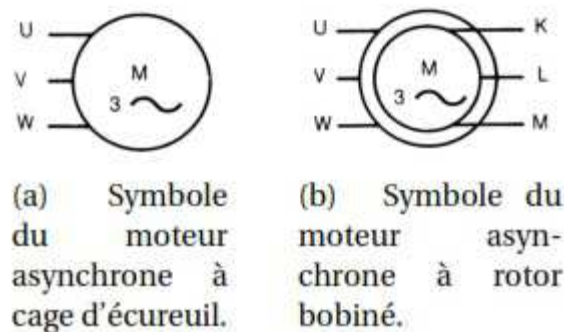 U
V
W
M
3
U
V
W
M
3
K
L
M
(a) Symbole
du moteur
asynchrone à
cage d'écureuil.
(b) Symbole du
moteur asyn-
chrone à rotor
bobiné.